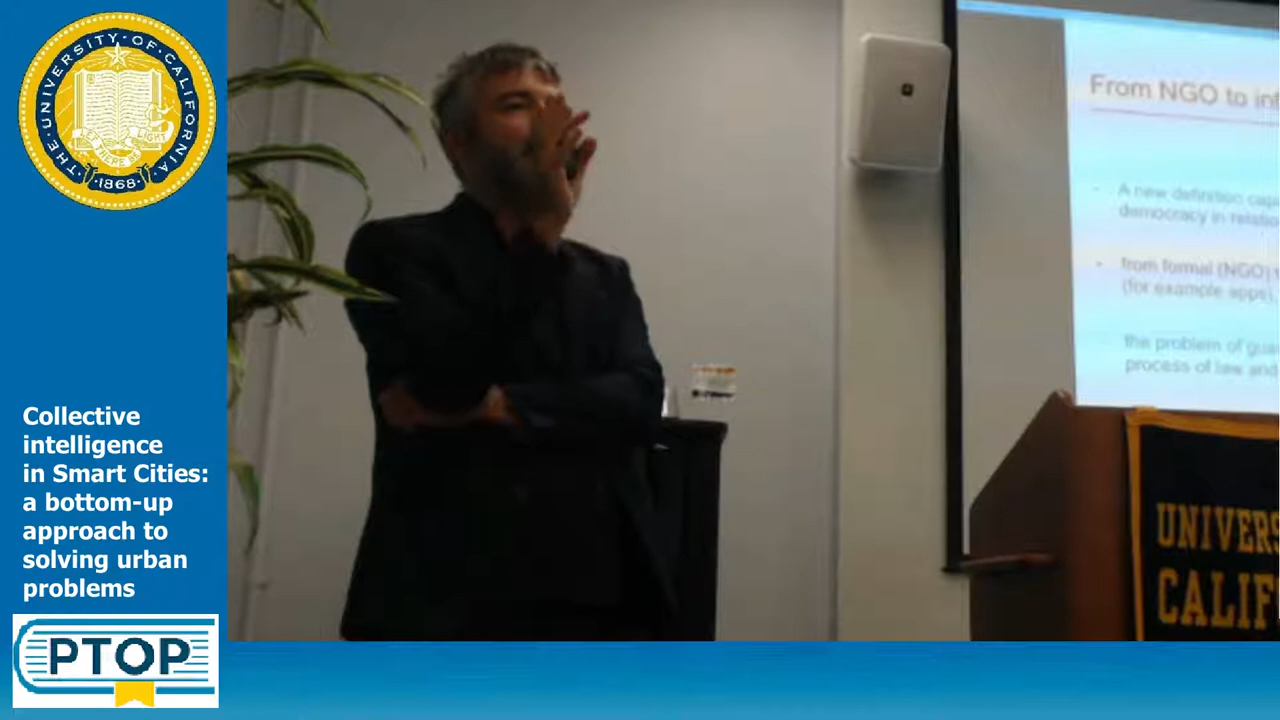 THE·UNIVERSITY·OF·CALIFORNIA
LET THERE BE LIGHT
·1868·
Collective
intelligence
in Smart Cities:
a bottom-up
approach to
solving urban
problems
PTOP
From NGO to
A new definition
democracy in
from formal (NGO)
(for example apps)
the problem of
process of law and
UNIVERS
CALIF